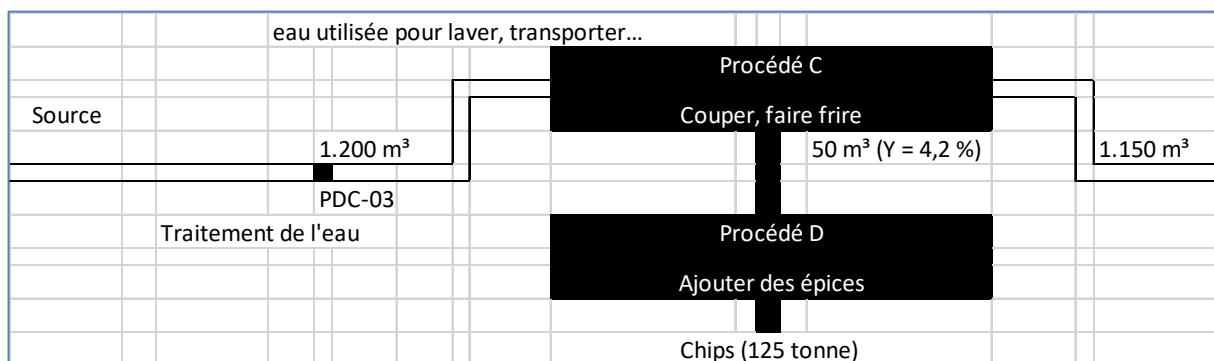 eau utilisée pour laver, transporter...
Procédé C
Source
Couper, faire frire
1.200 m³
50 m³ (Y = 4,2 %)
1.150 m³
PDC-03
Traitement de l'eau
Procédé D
Ajouter des épices
Chips (125 tonne)